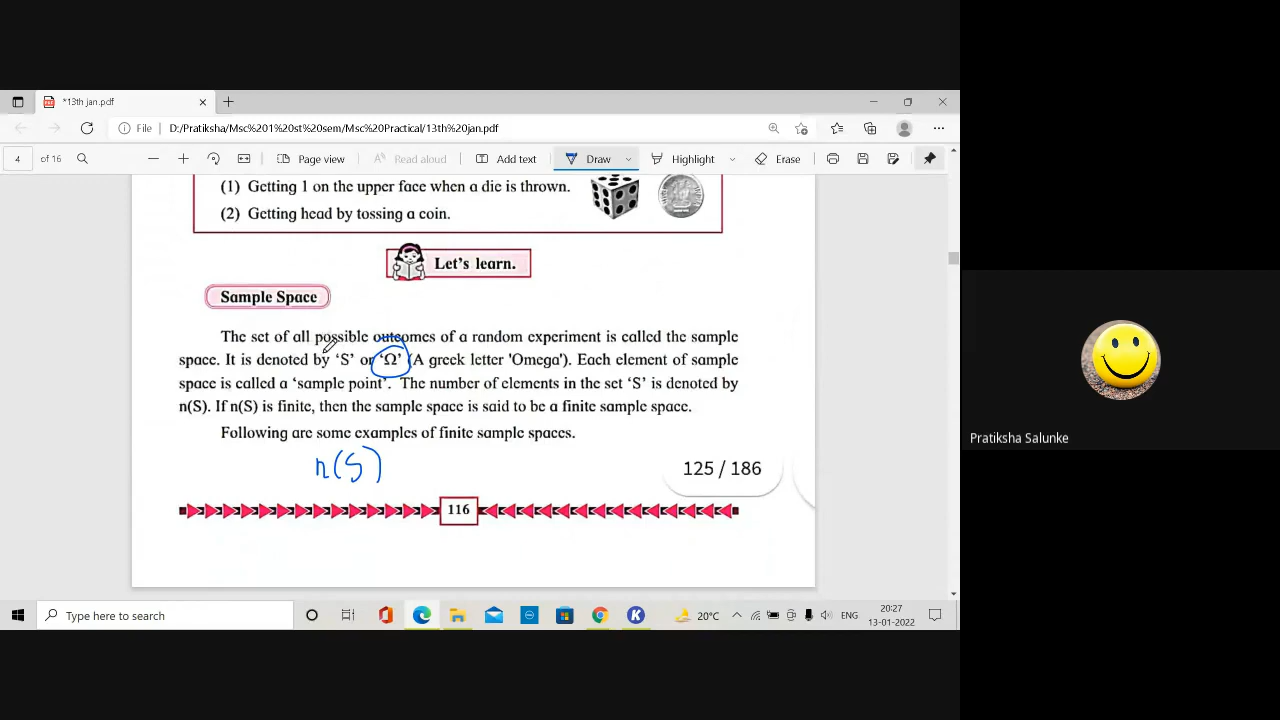 *13th jan.pdf
File D:/Pratiksha/Msc%201%20st%20sem/Msc%20Practical/13th%20jan.pdf
4 of 16 Page view Read aloud Add text Draw Highlight Erase
(1) Getting 1 on the upper face when a die is thrown.
(2) Getting head by tossing a coin.
Let's learn.
Sample Space
The set of all possible outcomes of a random experiment is called the sample
space. It is denoted by ‘S’ or ‘Ω’ (A greek letter 'Omega'). Each element of sample
space is called a ‘sample point’. The number of elements in the set ‘S’ is denoted by
n(S). If n(S) is finite, then the sample space is said to be a finite sample space.
Following are some examples of finite sample spaces.
n(S)
125 / 186
116
Pratiksha Salunke
Type here to search
20°C
ENG
20:27
13-01-2022